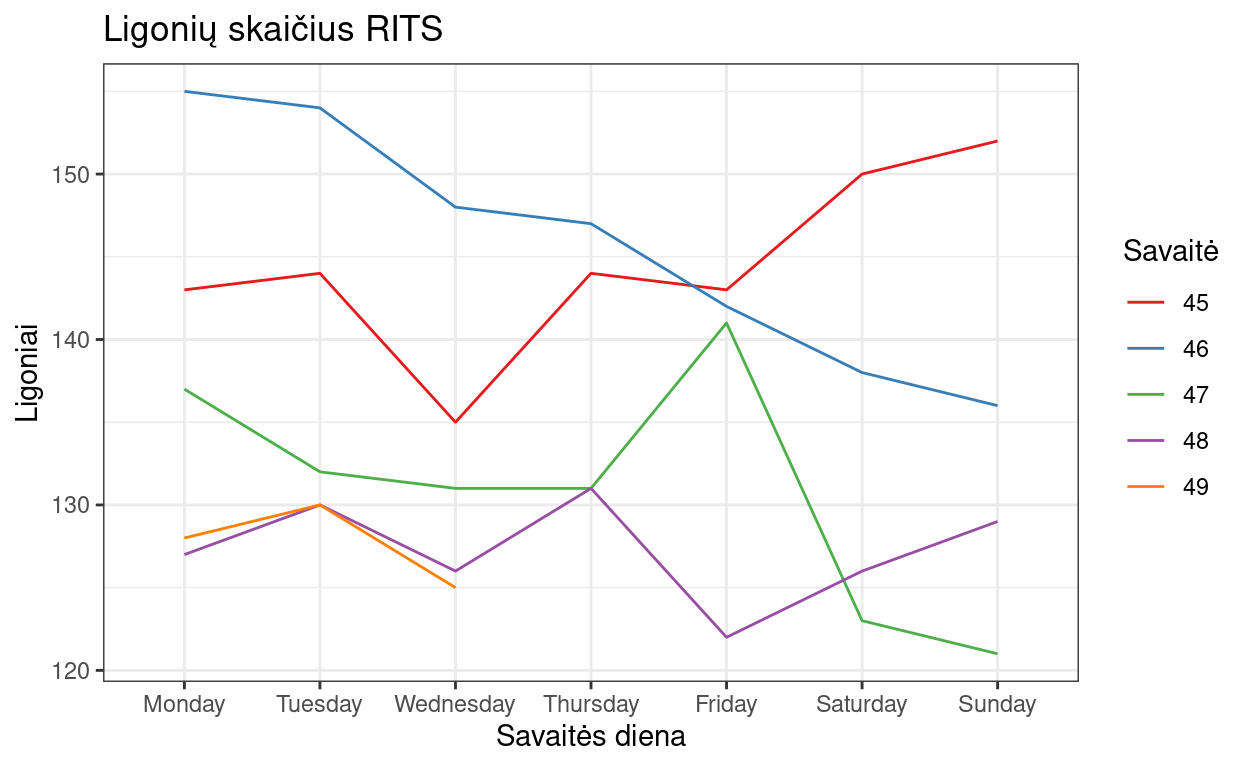 Ligonių skaičius RITS
150
140
130
120
Ligoniai
Monday Tuesday Wednesday Thursday Friday Saturday Sunday
Savaitės diena
Savaitė
45
46
47
48
49